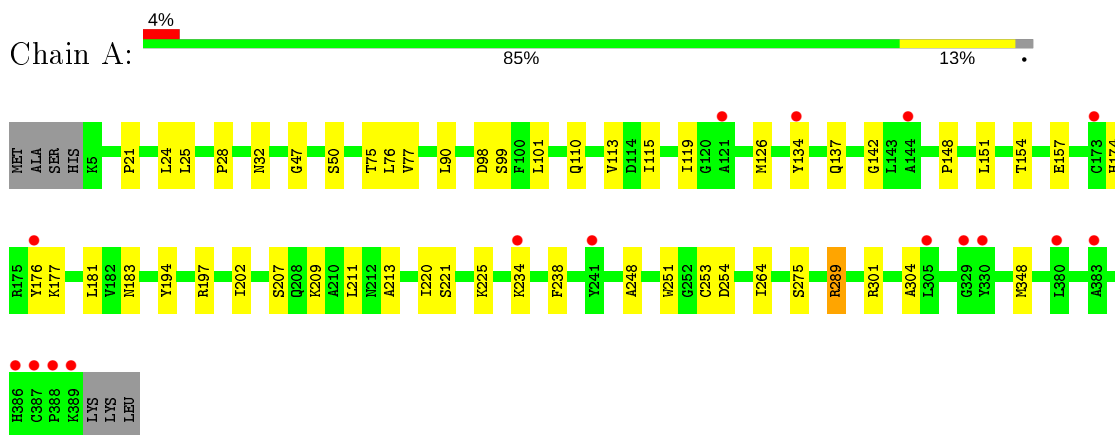 4%
Chain A:
85% 13% •
MET ALA SER HIS K5 P21 L24 L25 P28 N32 G47 S50 T75 L76 V77 L90 D98 S99 F100 L101 Q110 V113 D114 I115 I119 G120 A121 M126 Y134 Q137 G142 L143 A144 P148 L151 T154 E157 C173 H174
R175 Y176 K177 L181 V182 N183 Y194 R197 I202 S207 Q208 K209 A210 L211 N212 A213 I220 S221 K225 K234 F238 Y241 A248 W251 G252 C253 D254 I264 S275 R289 R301 A304 L305 G329 Y330 M348 L380 A383
H386 C387 P388 K389 LYS LYS LEU